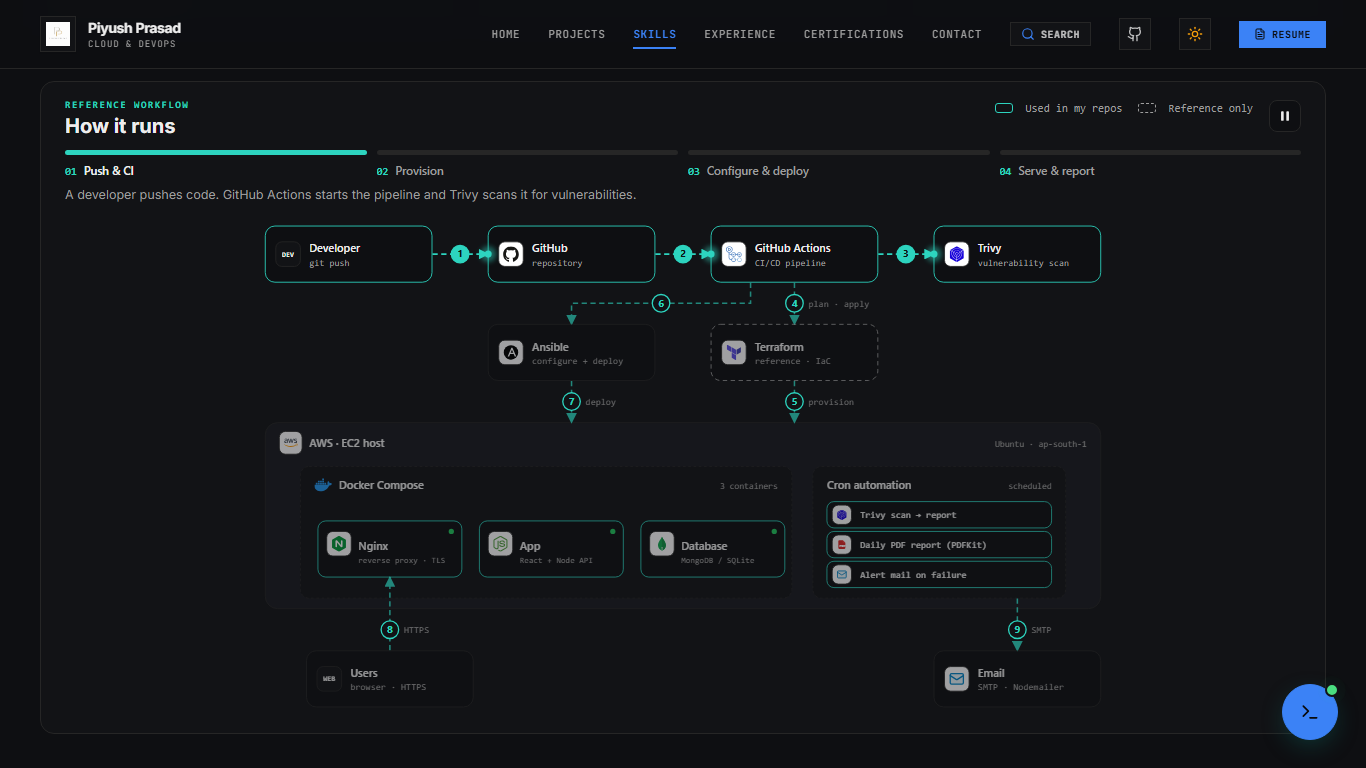 Piyush Prasad
CLOUD & DEVOPS
HOME
PROJECTS
SKILLS
EXPERIENCE
CERTIFICATIONS
CONTACT
SEARCH
RESUME
REFERENCE WORKFLOW
How it runs
Used in my repos
Reference only
01 Push & CI
02 Provision
03 Configure & deploy
04 Serve & report
A developer pushes code. GitHub Actions starts the pipeline and Trivy scans it for vulnerabilities.
DEV
Developer
git push
1
GitHub
repository
2
GitHub Actions
CI/CD pipeline
3
Trivy
vulnerability scan
6
4
plan · apply
Ansible
configure + deploy
Terraform
reference · IaC
7
deploy
5
provision
aws
AWS · EC2 host
Ubuntu · ap-south-1
Docker Compose
3 containers
Nginx
reverse proxy · TLS
App
React + Node API
Database
MongoDB / SQLite
Cron automation
scheduled
Trivy scan → report
Daily PDF report (PDFKit)
Alert mail on failure
8
HTTPS
9
SMTP
WEB
Users
browser · HTTPS
Email
SMTP · Nodemailer